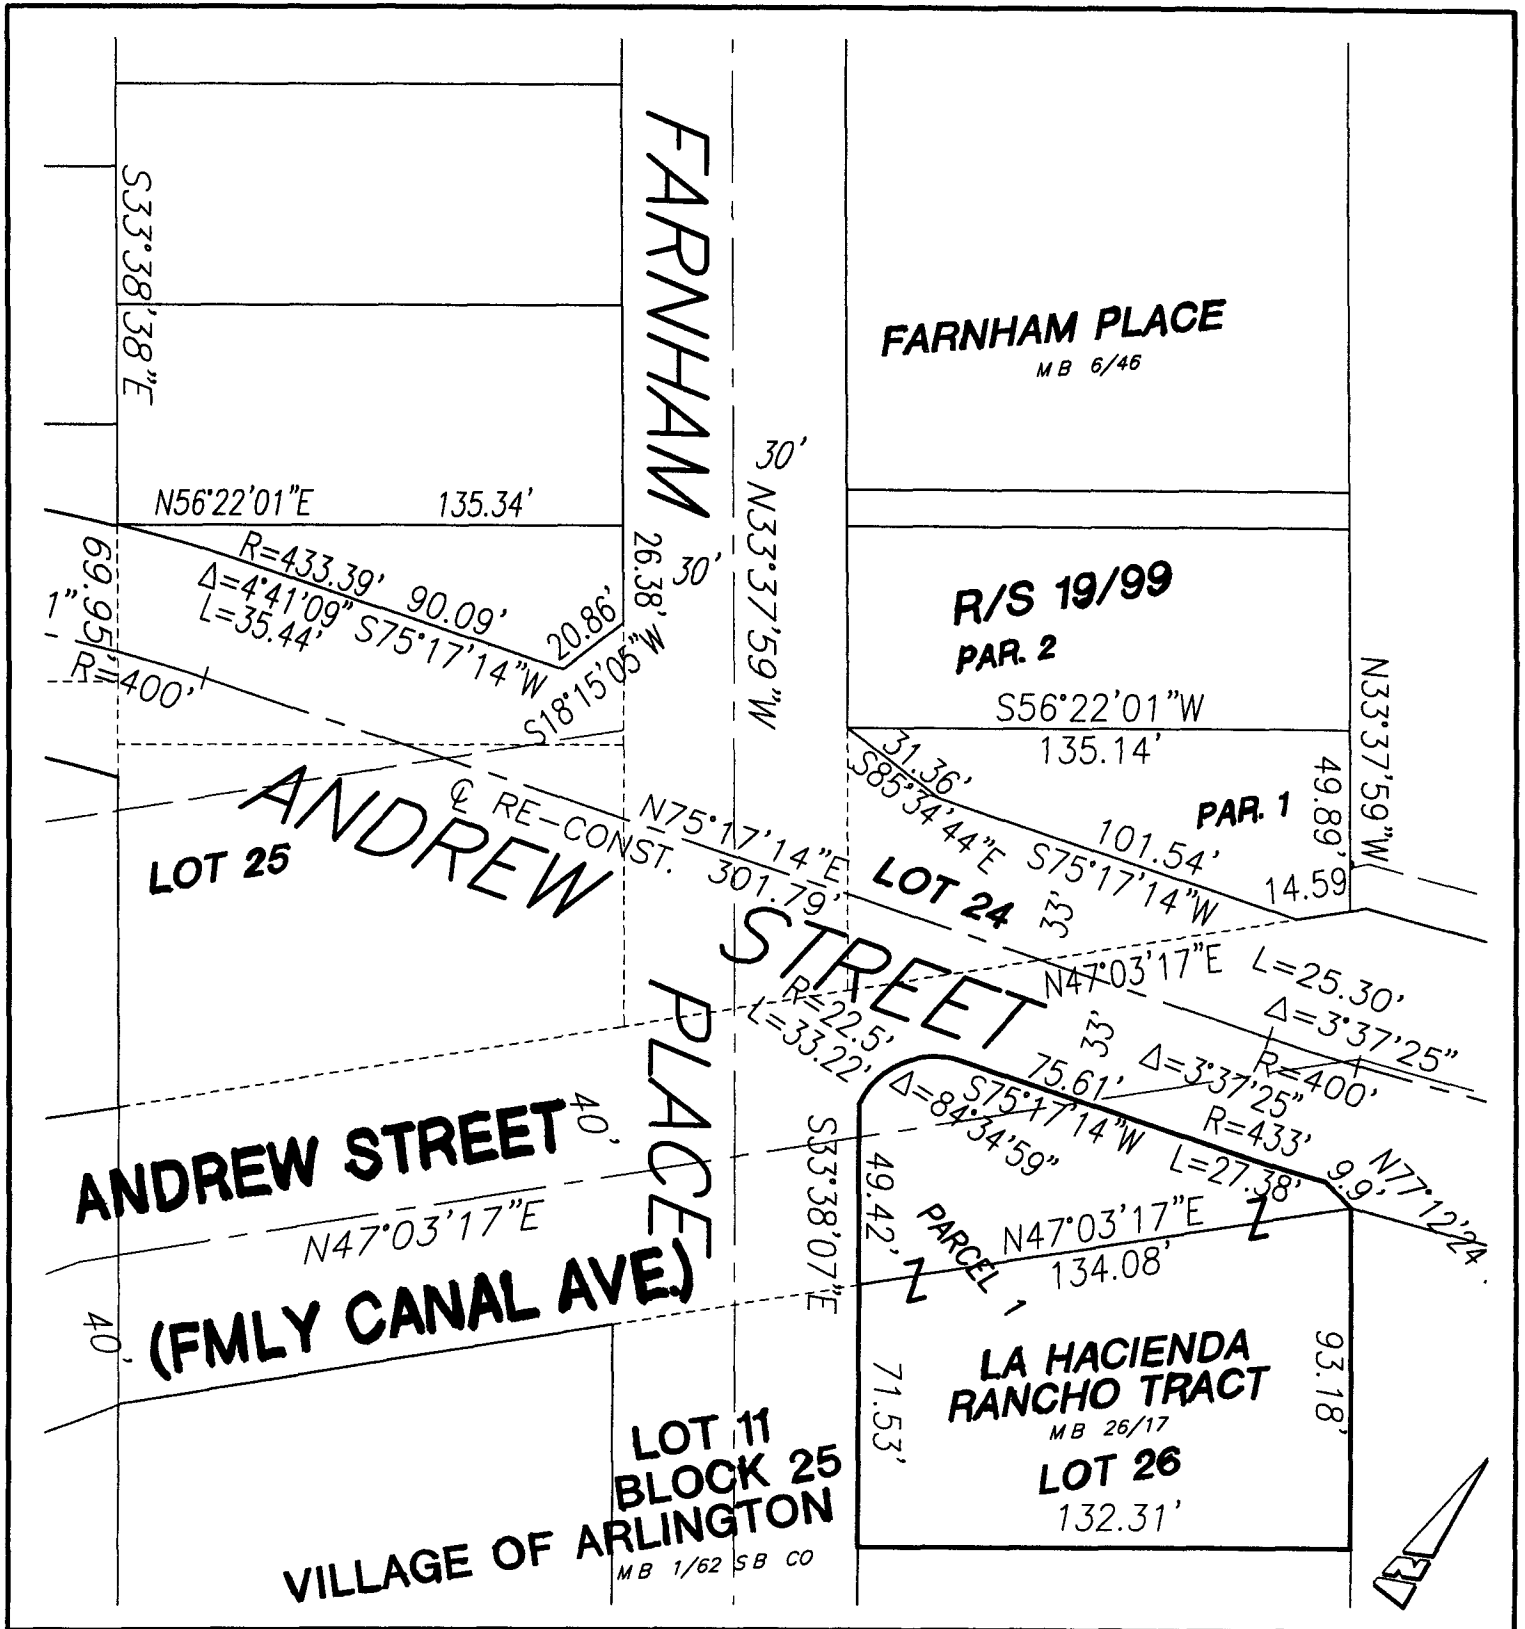 FARNHAM PLACE
S33°38'38"E
FARNHAM PLACE
MB 6/46
30'
N56°22'01"E
135.34'
N33°37'59"W
69.95'
R=433.39'
Δ=4°41'09"
L=35.44'
90.09'
S75°17'14"W
20.86'
26.38'
30'
S18°15'05"W
1"
R=400'
R/S 19/99
PAR. 2
S56°22'01"W
135.14'
N33°37'59"W
49.89'
31.36'
S85°34'44"E
PAR. 1
101.54'
S75°17'14"W
14.59
ANDREW STREET
℄ RE-CONST.
N75°17'14"E
301.79'
LOT 25
LOT 24
33'
N47°03'17"E
L=25.30'
Δ=3°37'25"
R=400'
33'
R=22.5'
L=33.22'
Δ=84°34'59"
75.61'
S75°17'14"W
Δ=3°37'25"
R=433'
L=27.38'
9.9'
N77°12'24
ANDREW STREET
40'
N47°03'17"E
(FMLY CANAL AVE.)
40'
S33°38'07"E
49.42'
PARCEL 1
N47°03'17"E
134.08'
71.53'
93.18'
LA HACIENDA
RANCHO TRACT
MB 26/17
LOT 26
132.31'
LOT 11
BLOCK 25
VILLAGE OF ARLINGTON
MB 1/62 SB CO
N